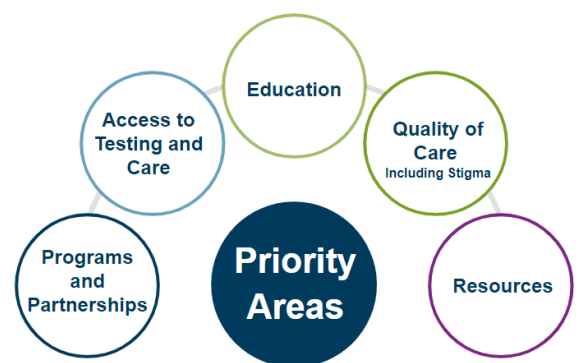 Education
Access to
Testing and
Care
Quality of
Care
Including Stigma
Programs
and
Partnerships
Priority
Areas
Resources